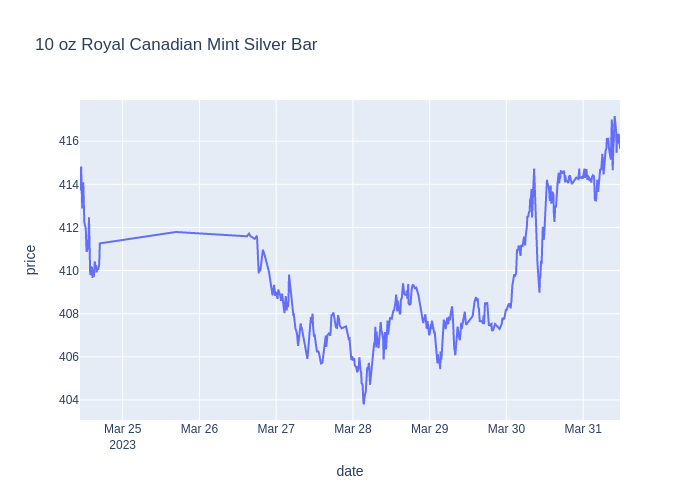 10 oz Royal Canadian Mint Silver Bar
price
416
414
412
410
408
406
404
Mar 25
2023
Mar 26
Mar 27
Mar 28
Mar 29
Mar 30
Mar 31
date